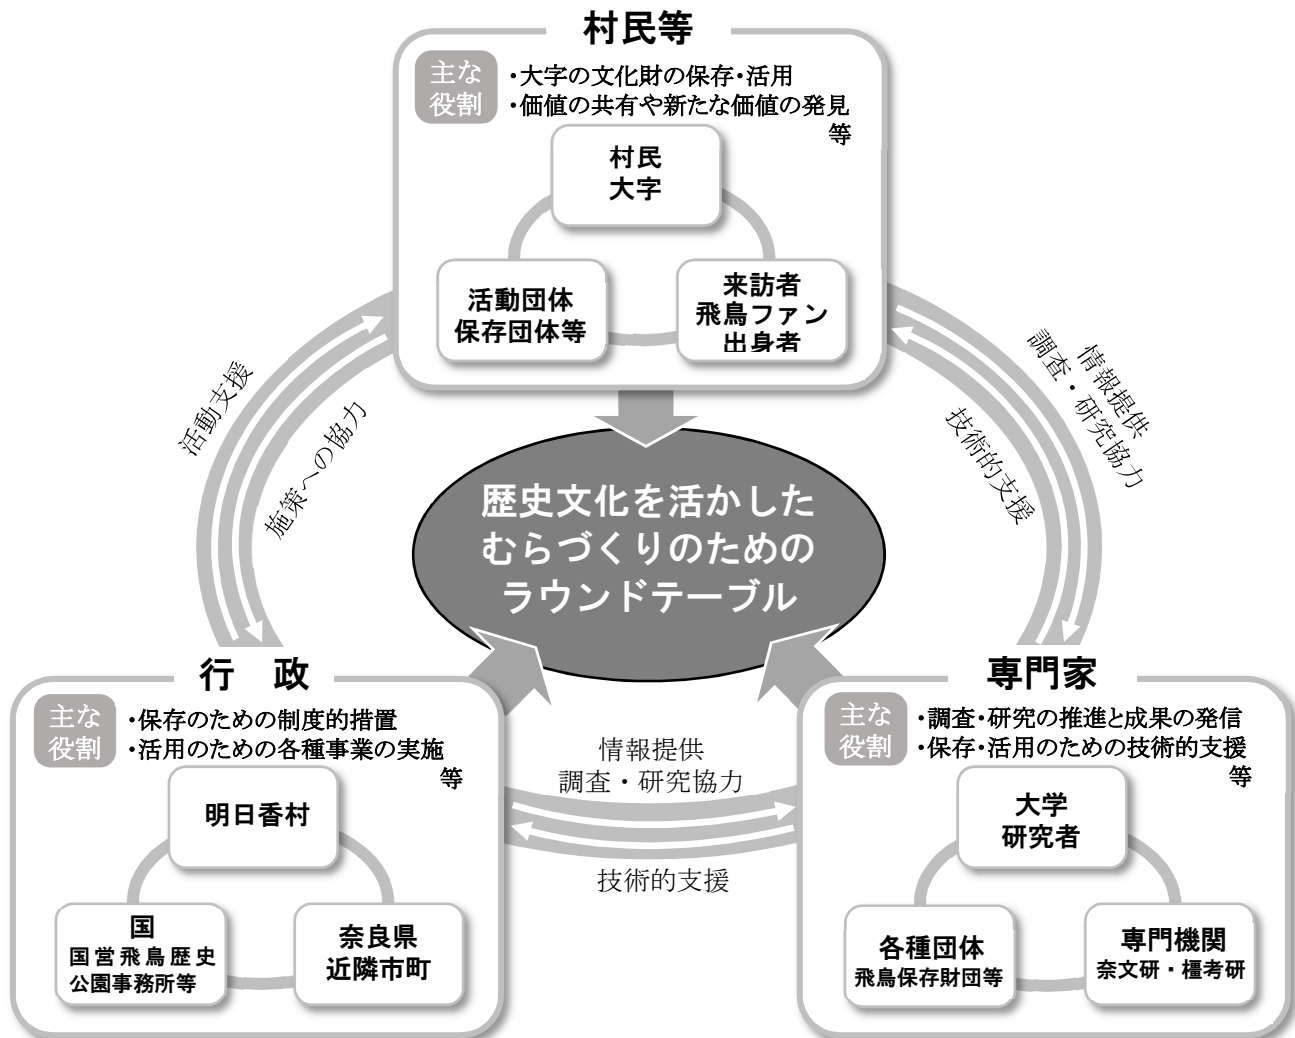 村民等
主な
役割
・大字の文化財の保存・活用
・価値の共有や新たな価値の発見
等
村民
大字
活動団体
保存団体等
来訪者
飛鳥ファン
出身者
活動支援
施策への協力
情報提供
調査・研究協力
技術的支援
歴史文化を活かした
むらづくりのための
ラウンドテーブル
行　政
主な
役割
・保存のための制度的措置
・活用のための各種事業の実施
等
明日香村
国
国営飛鳥歴史
公園事務所等
奈良県
近隣市町
情報提供
調査・研究協力
技術的支援
専門家
主な
役割
・調査・研究の推進と成果の発信
・保存・活用のための技術的支援
等
大学
研究者
各種団体
飛鳥保存財団等
専門機関
奈文研・橿考研